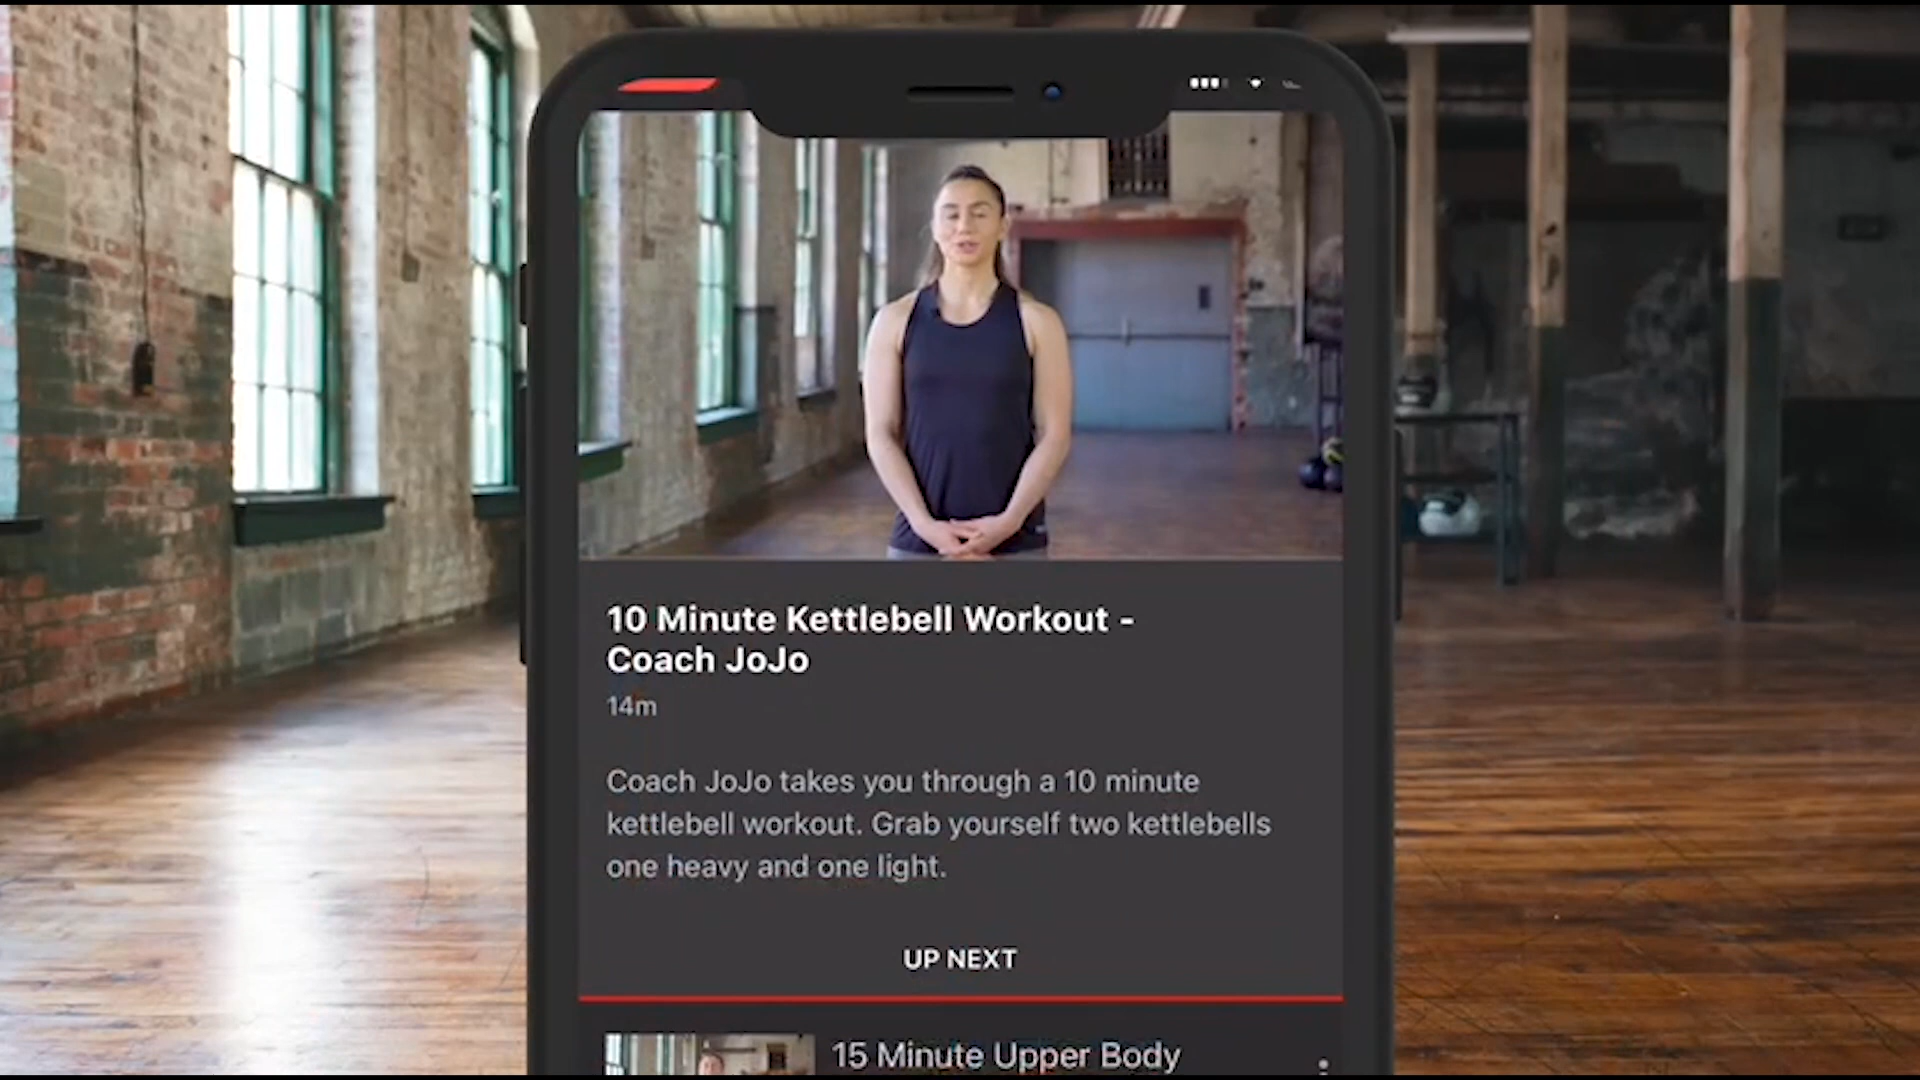 10 Minute Kettlebell Workout -
Coach JoJo
14m
Coach JoJo takes you through a 10 minute
kettlebell workout. Grab yourself two kettlebells
one heavy and one light.
UP NEXT
15 Minute Upper Body